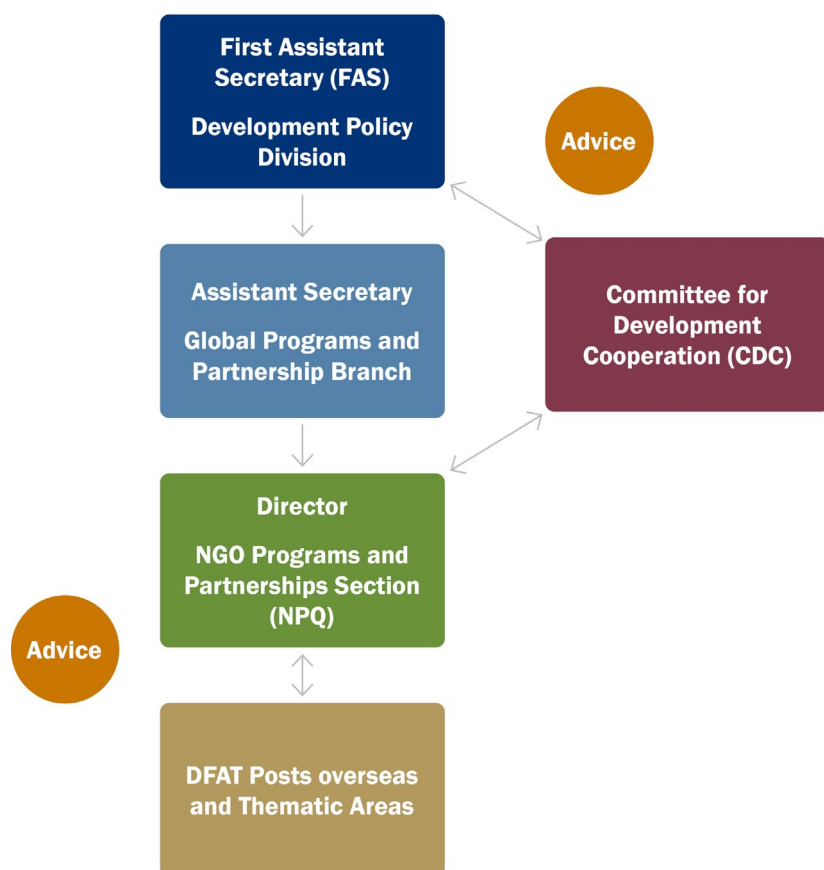 First Assistant
Secretary (FAS)
Development Policy
Division
Advice
Assistant Secretary
Global Programs and
Partnership Branch
Committee for
Development
Cooperation (CDC)
Director
NGO Programs and
Partnerships Section
(NPQ)
Advice
DFAT Posts overseas
and Thematic Areas